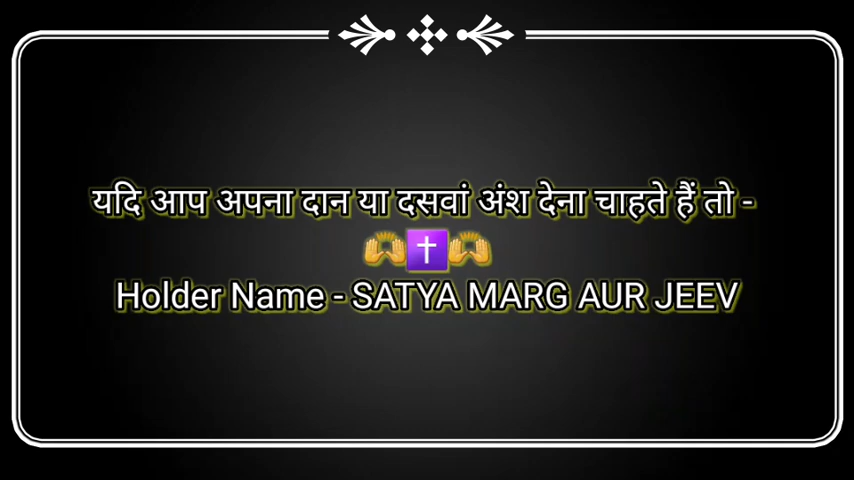 यदि आप अपना दान या दसवां अंश देना चाहते हैं तो -
🙌✝️🙌
Holder Name - SATYA MARG AUR JEEV